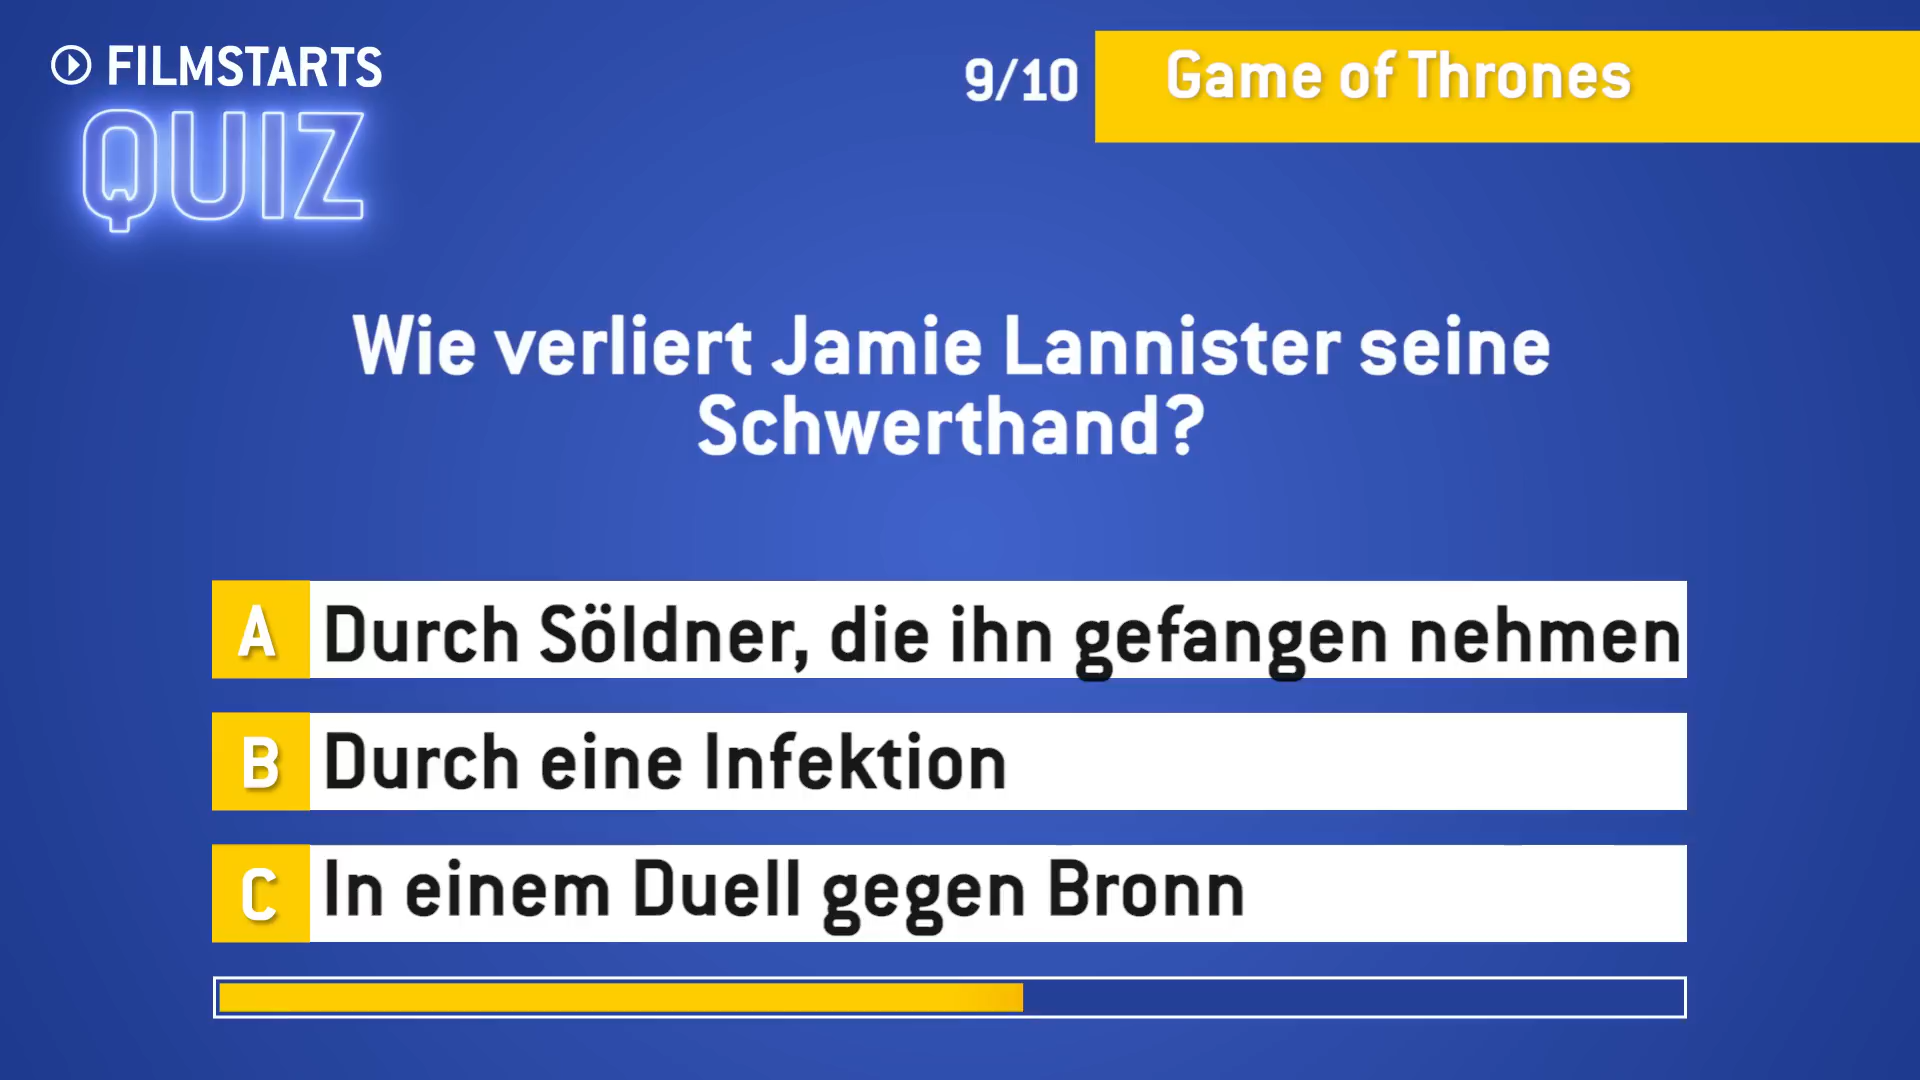 FILMSTARTS
QUIZ
9/10
Game of Thrones
Wie verliert Jamie Lannister seine
Schwerthand?
A Durch Söldner, die ihn gefangen nehmen
B Durch eine Infektion
C In einem Duell gegen Bronn